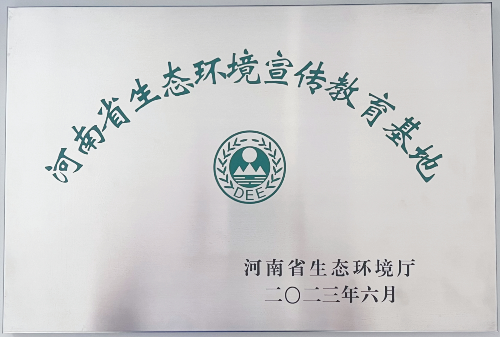 河南省生态环境宣传教育基地
DEE
河南省生态环境厅
二〇二三年六月